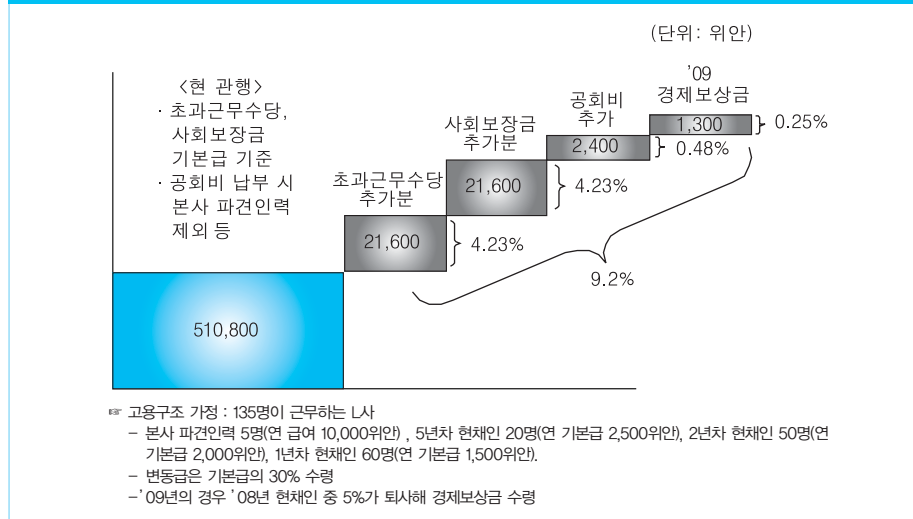 (단위: 위안)
<현 관행>
· 초과근무수당,
사회보장금
기본급 기준
· 공회비 납부 시
본사 파견인력
제외 등
510,800
초과근무수당
추가분
21,600
4.23%
사회보장금
추가분
21,600
4.23%
공회비
추가
2,400
0.48%
'09
경제보상금
1,300
0.25%
9.2%
☞ 고용구조 가정 : 135명이 근무하는 L사
- 본사 파견인력 5명(연 급여 10,000위안) , 5년차 현채인 20명(연 기본급 2,500위안), 2년차 현채인 50명(연
기본급 2,000위안), 1년차 현채인 60명(연 기본급 1,500위안).
- 변동급은 기본급의 30% 수령
-'09년의 경우 '08년 현채인 중 5%가 퇴사해 경제보상금 수령